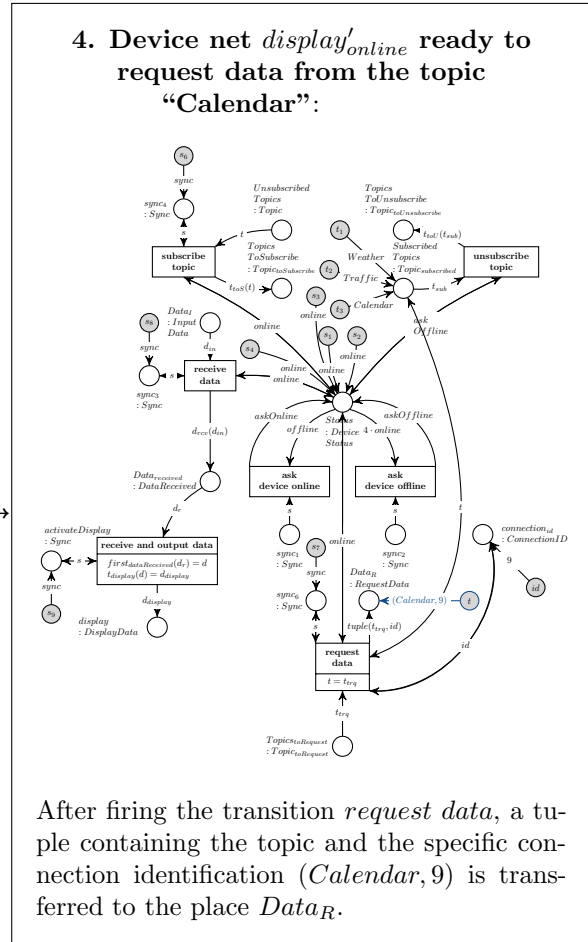 4. Device net display′online ready to
request data from the topic
“Calendar”:
s6
sync
sync4
: Sync
s
t
Unsubscribed
Topics
: Topic
subscribe
topic
Topics
ToSubscribe
: TopictoSubscribe
ttoS(t)
Topics
ToUnsubscribe
: TopictoUnsubscribe
ttoU(tsub)
t1
Weather
Subscribed
Topics
: Topicsubscribed
unsubscribe
topic
tsub
t2
Traffic
t3
Calendar
s3
online
ask
Offline
s1
online
s2
online
online
s8
sync
DataI
: Input
Data
din
s4
online
online
receive
data
s
sync3
: Sync
askOnline
offline
Status
: Device
Status
askOffline
4 · online
drcv(din)
ask
device online
ask
device offline
Datareceived
: DataReceived
dr
s
s
t
activateDisplay
: Sync
s
receive and output data
firstdataReceived(dr) = d
tdisplay(d) = ddisplay
sync1
: Sync
s7
sync
online
sync2
: Sync
connectionid
: ConnectionID
9
id
sync
s9
ddisplay
display
: DisplayData
sync6
: Sync
DataR
: RequestData
(Calendar, 9)
t
s
tuple(ttrq, id)
request
data
t = ttrq
id
ttrq
TopicstoRequest
: TopictoRequest
After firing the transition request data, a tu-
ple containing the topic and the specific con-
nection identification (Calendar, 9) is trans-
ferred to the place DataR.